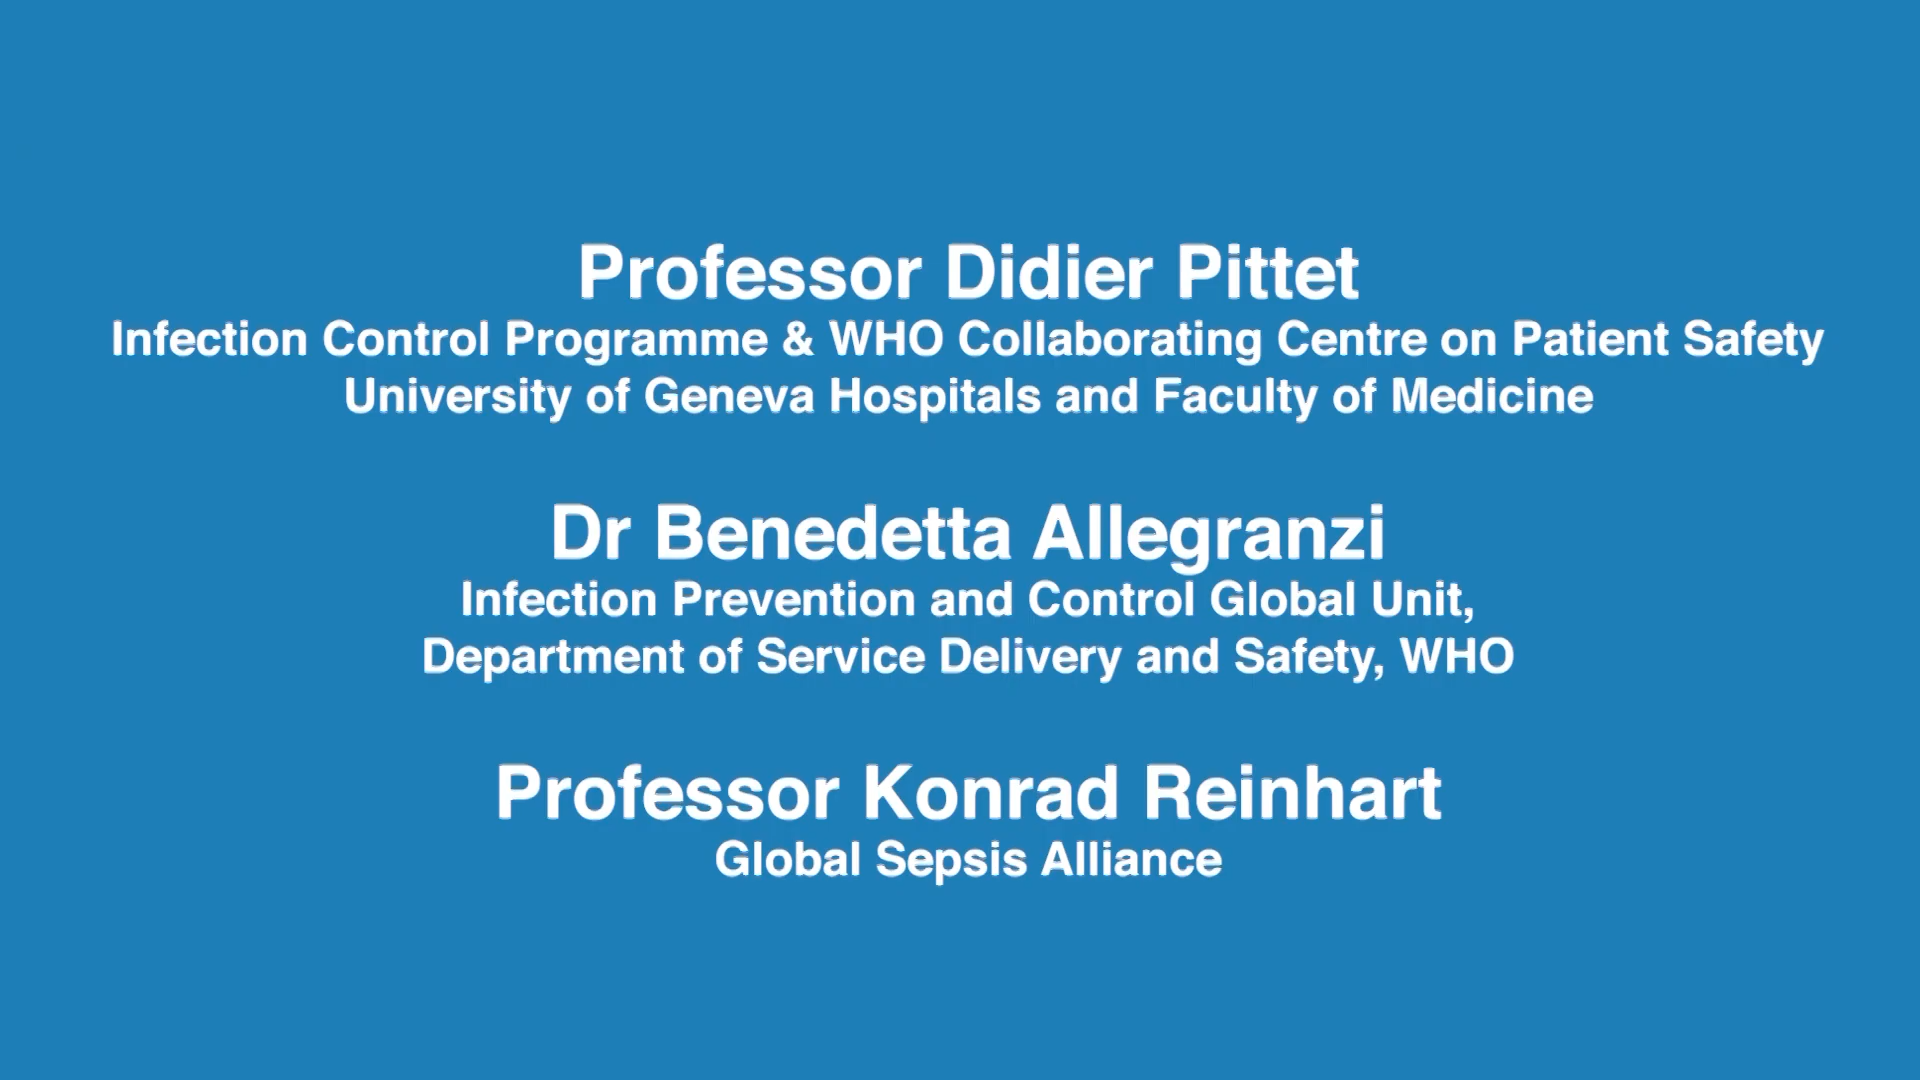 Professor Didier Pittet
Infection Control Programme & WHO Collaborating Centre on Patient Safety
University of Geneva Hospitals and Faculty of Medicine
Dr Benedetta Allegranzi
Infection Prevention and Control Global Unit,
Department of Service Delivery and Safety, WHO
Professor Konrad Reinhart
Global Sepsis Alliance